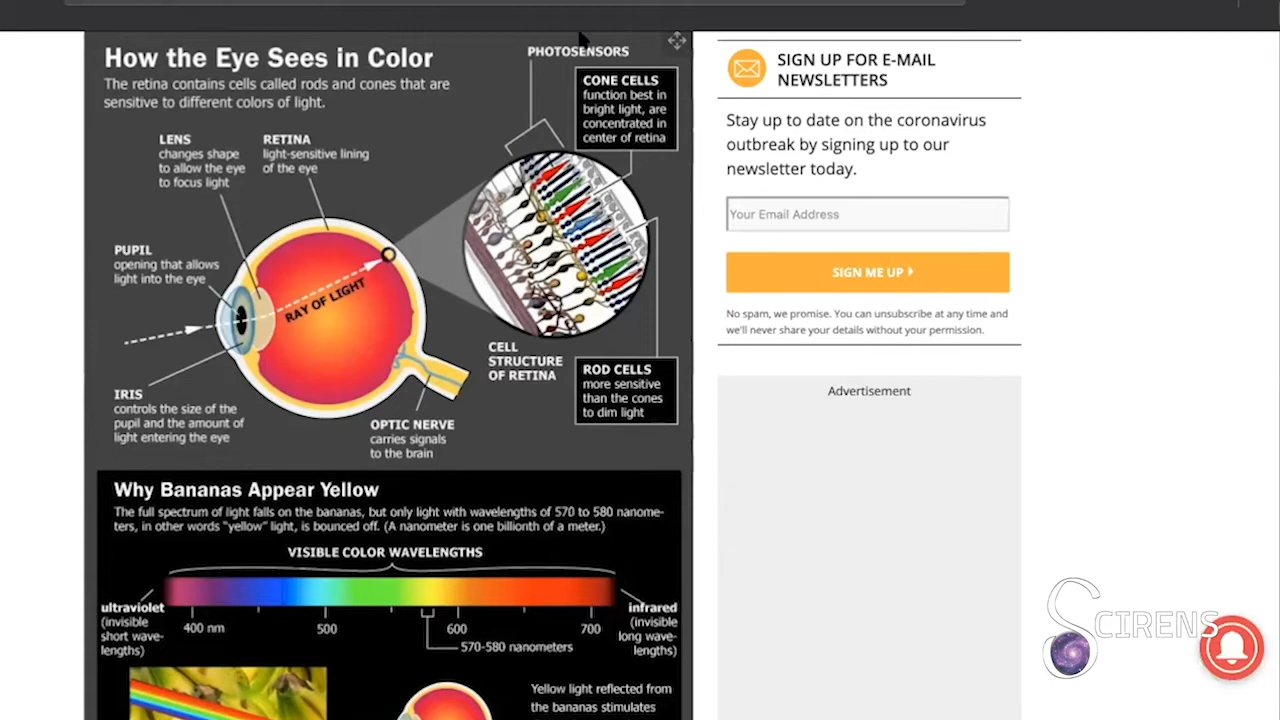 How the Eye Sees in Color
The retina contains cells called rods and cones that are
sensitive to different colors of light.
PHOTOSENSORS
CONE CELLS
function best in
bright light, are
concentrated in
center of retina
LENS
changes shape
to allow the eye
to focus light
RETINA
light-sensitive lining
of the eye
PUPIL
opening that allows
light into the eye
RAY OF LIGHT
IRIS
controls the size of the
pupil and the amount of
light entering the eye
OPTIC NERVE
carries signals
to the brain
CELL
STRUCTURE
OF RETINA
ROD CELLS
more sensitive
than the cones
to dim light
Why Bananas Appear Yellow
The full spectrum of light falls on the bananas, but only light with wavelengths of 570 to 580 nanome-
ters, in other words "yellow" light, is bounced off. (A nanometer is one billionth of a meter.)
VISIBLE COLOR WAVELENGTHS
ultraviolet
(invisible
short wave-
lengths)
400 nm
500
600
700
570-580 nanometers
infrared
(invisible
long wave-
lengths)
Yellow light reflected from
the bananas stimulates
SIGN UP FOR E-MAIL
NEWSLETTERS
Stay up to date on the coronavirus
outbreak by signing up to our
newsletter today.
Your Email Address
SIGN ME UP
No spam, we promise. You can unsubscribe at any time and
we'll never share your details without your permission.
Advertisement
SCIRENS